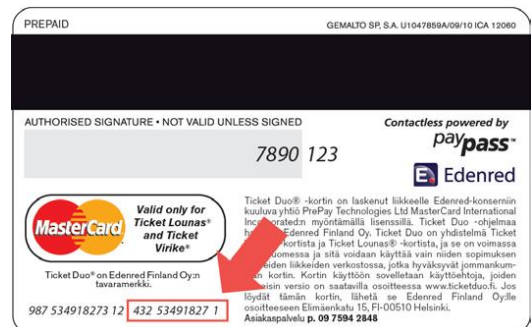 PREPAID
GEMALTO SP, S.A. U1047859A/09/10 ICA 12060
AUTHORISED SIGNATURE • NOT VALID UNLESS SIGNED
Contactless powered by
paypass™
7890 123
Edenred
MasterCard
Valid only for
Ticket Lounas®
and
Virike®
Ticket Duo® on Edenred Finland Oy:n
tavaramerkki.
987 534918273 12 432 53491827 1
Ticket Duo® -kortin on laskenut liikkeelle Edenred-konserniin
kuuluva yhtiö PrePay Technologies Ltd MasterCard International
Incorporated:n myöntämällä lisenssillä. Ticket Duo -ohjelmaa
Edenred Finland Oy. Ticket Duo on yhdistelmä Ticket
-kortista ja Ticket Lounas® -kortista, ja se on voimassa
ja sitä voidaan käyttää vain niiden sopimuksen
liikkeiden verkostossa, jotka hyväksyvät jommankum-
kortin. Kortin käyttöön sovelletaan käyttöehtoja, joiden
versio on saatavilla osoitteessa www.ticketduo.fi. Jos
löydät tämän kortin, lähetä se Edenred Finland Oy:lle
osoitteeseen Elimäenkatu 15, FI-00510 Helsinki.
Asiakaspalvelu p. 09 7594 2848